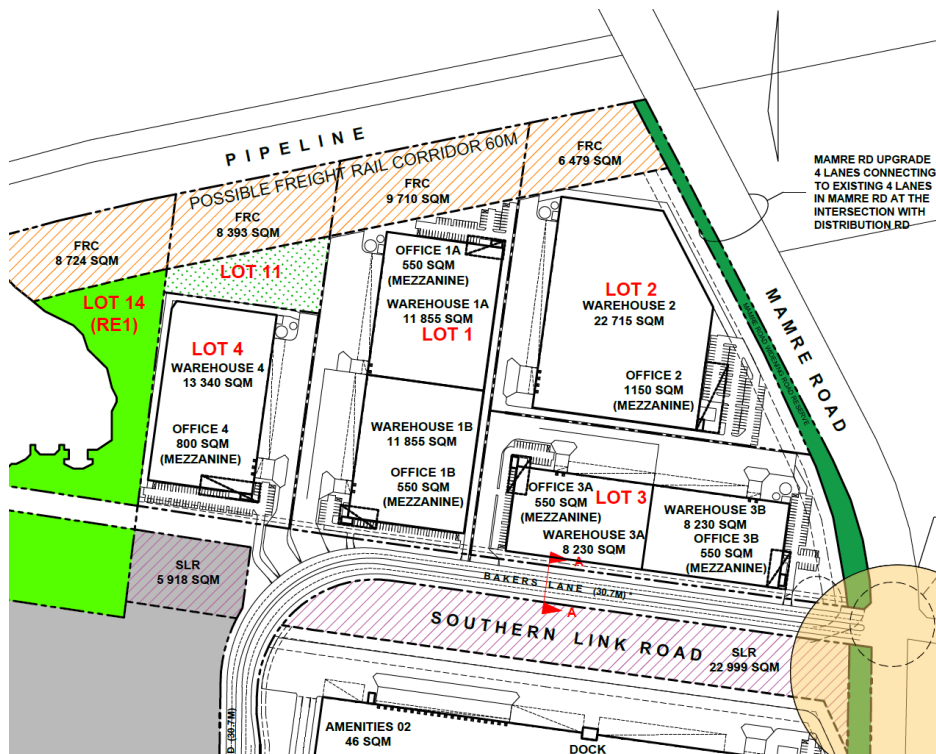 PIPELINE
POSSIBLE FREIGHT RAIL CORRIDOR 60M
FRC
6 479 SQM
FRC
9 710 SQM
FRC
8 393 SQM
FRC
8 724 SQM
MAMRE RD UPGRADE
4 LANES CONNECTING
TO EXISTING 4 LANES
IN MAMRE RD AT THE
INTERSECTION WITH
DISTRIBUTION RD
LOT 14
(RE1)
LOT 11
OFFICE 1A
550 SQM
(MEZZANINE)
WAREHOUSE 1A
11 855 SQM
LOT 1
LOT 2
WAREHOUSE 2
22 715 SQM
OFFICE 2
1150 SQM
(MEZZANINE)
MAMRE ROAD
MAMRE ROAD WIDENING ROAD RESERVE
LOT 4
WAREHOUSE 4
13 340 SQM
OFFICE 4
800 SQM
(MEZZANINE)
WAREHOUSE 1B
11 855 SQM
OFFICE 1B
550 SQM
(MEZZANINE)
OFFICE 3A
550 SQM
(MEZZANINE)
LOT 3
WAREHOUSE 3A
8 230 SQM
WAREHOUSE 3B
8 230 SQM
OFFICE 3B
550 SQM
(MEZZANINE)
SLR
5 918 SQM
A
BAKERS LANE (30.7M)
A
SOUTHERN LINK ROAD
SLR
22 999 SQM
D (30.7M)
AMENITIES 02
46 SQM
DOCK